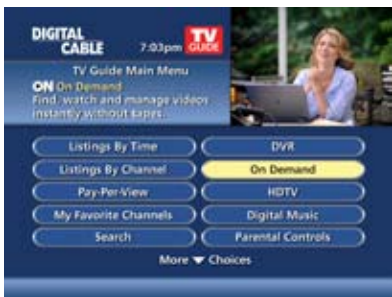 DIGITAL
CABLE
7:03pm
TV
GUIDE
TV Guide Main Menu
ON On Demand
Find, watch and manage videos
instantly without tapes.
Listings By Time
DVR
Listings By Channel
On Demand
Pay-Per-View
HDTV
My Favorite Channels
Digital Music
Search
Parental Controls
More ▼ Choices